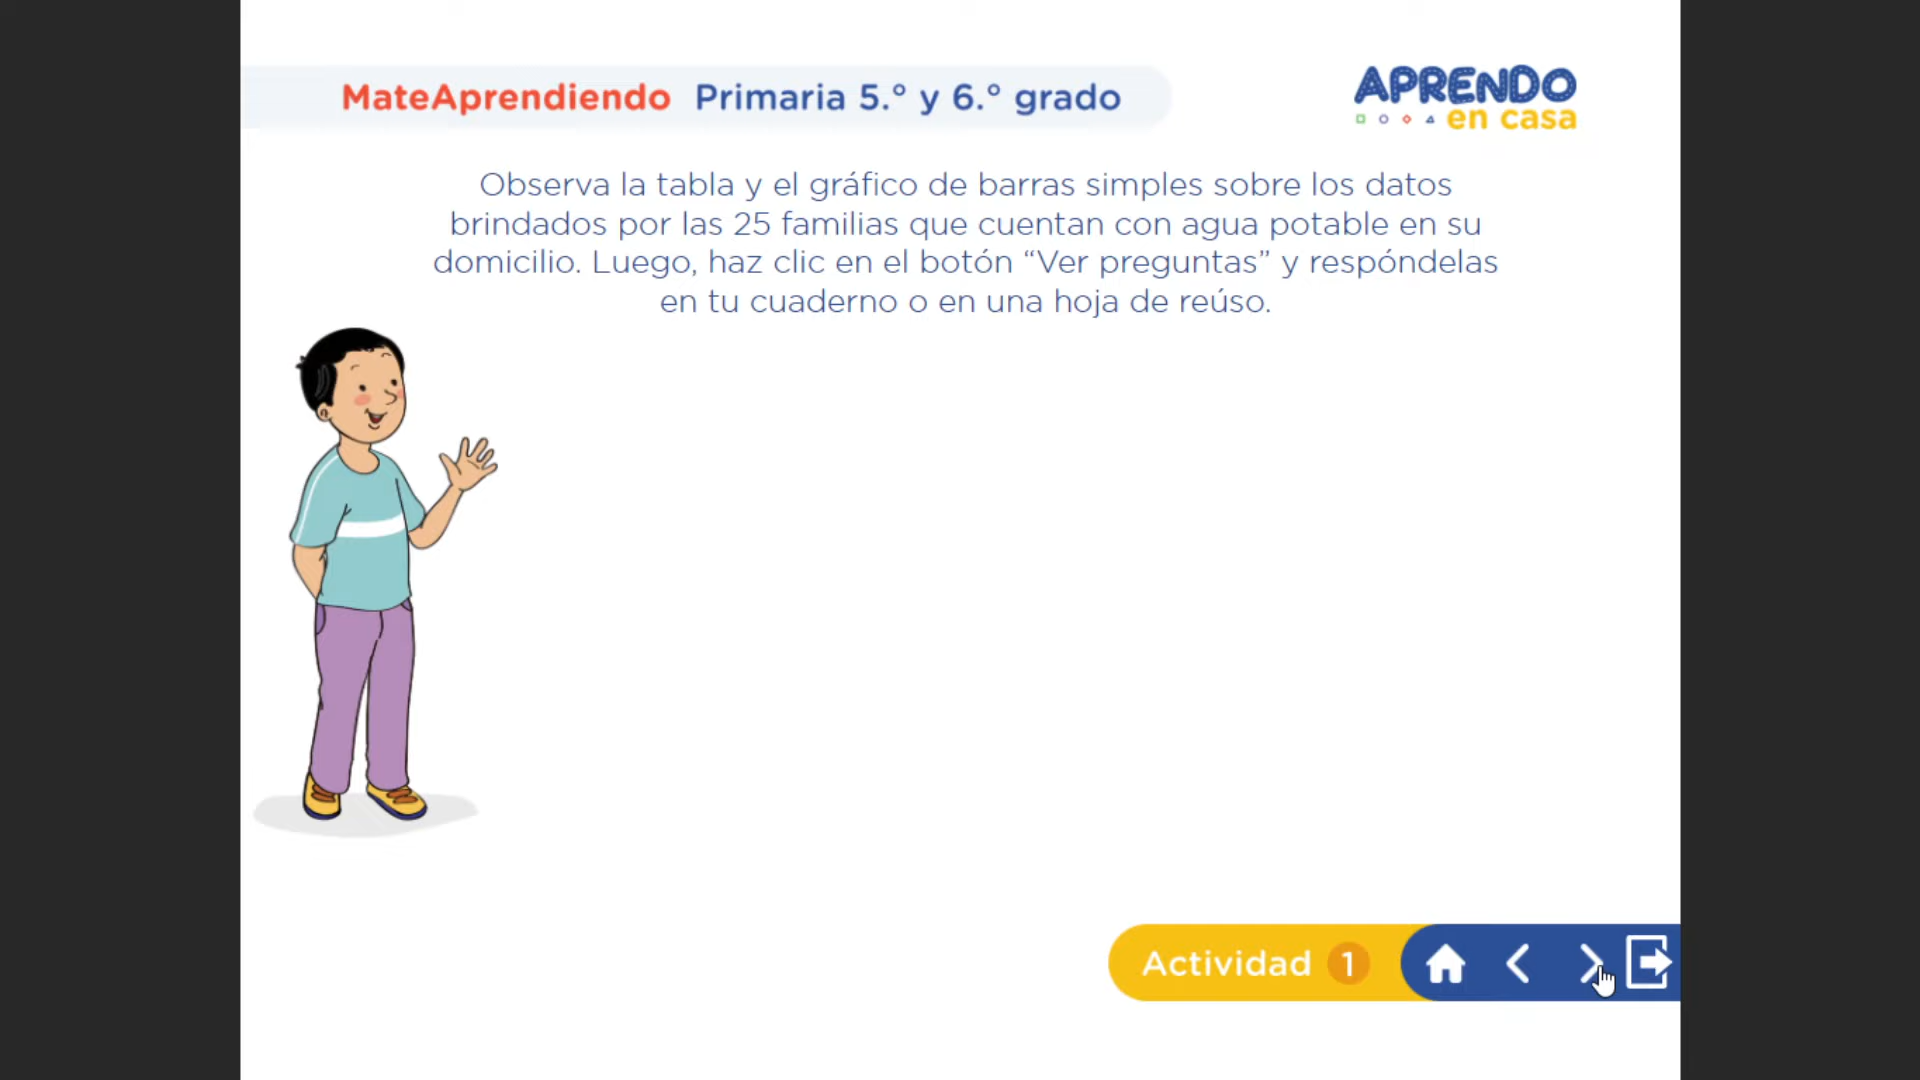 MateAprendiendo Primaria 5.° y 6.° grado
APRENDO
en casa
Observa la tabla y el gráfico de barras simples sobre los datos
brindados por las 25 familias que cuentan con agua potable en su
domicilio. Luego, haz clic en el botón “Ver preguntas” y respóndelas
en tu cuaderno o en una hoja de reúso.
Actividad 1